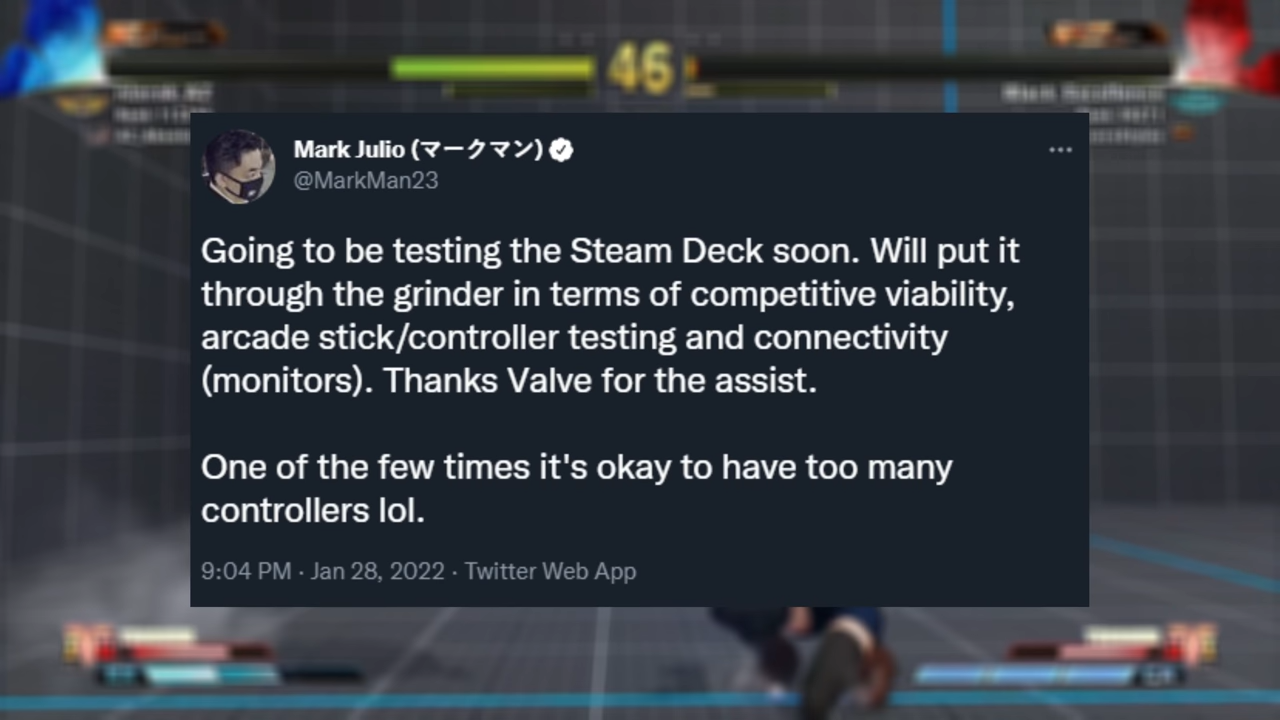 46
Mark Julio (マークマン)
@MarkMan23
Going to be testing the Steam Deck soon. Will put it
through the grinder in terms of competitive viability,
arcade stick/controller testing and connectivity
(monitors). Thanks Valve for the assist.
One of the few times it's okay to have too many
controllers lol.
9:04 PM · Jan 28, 2022 · Twitter Web App